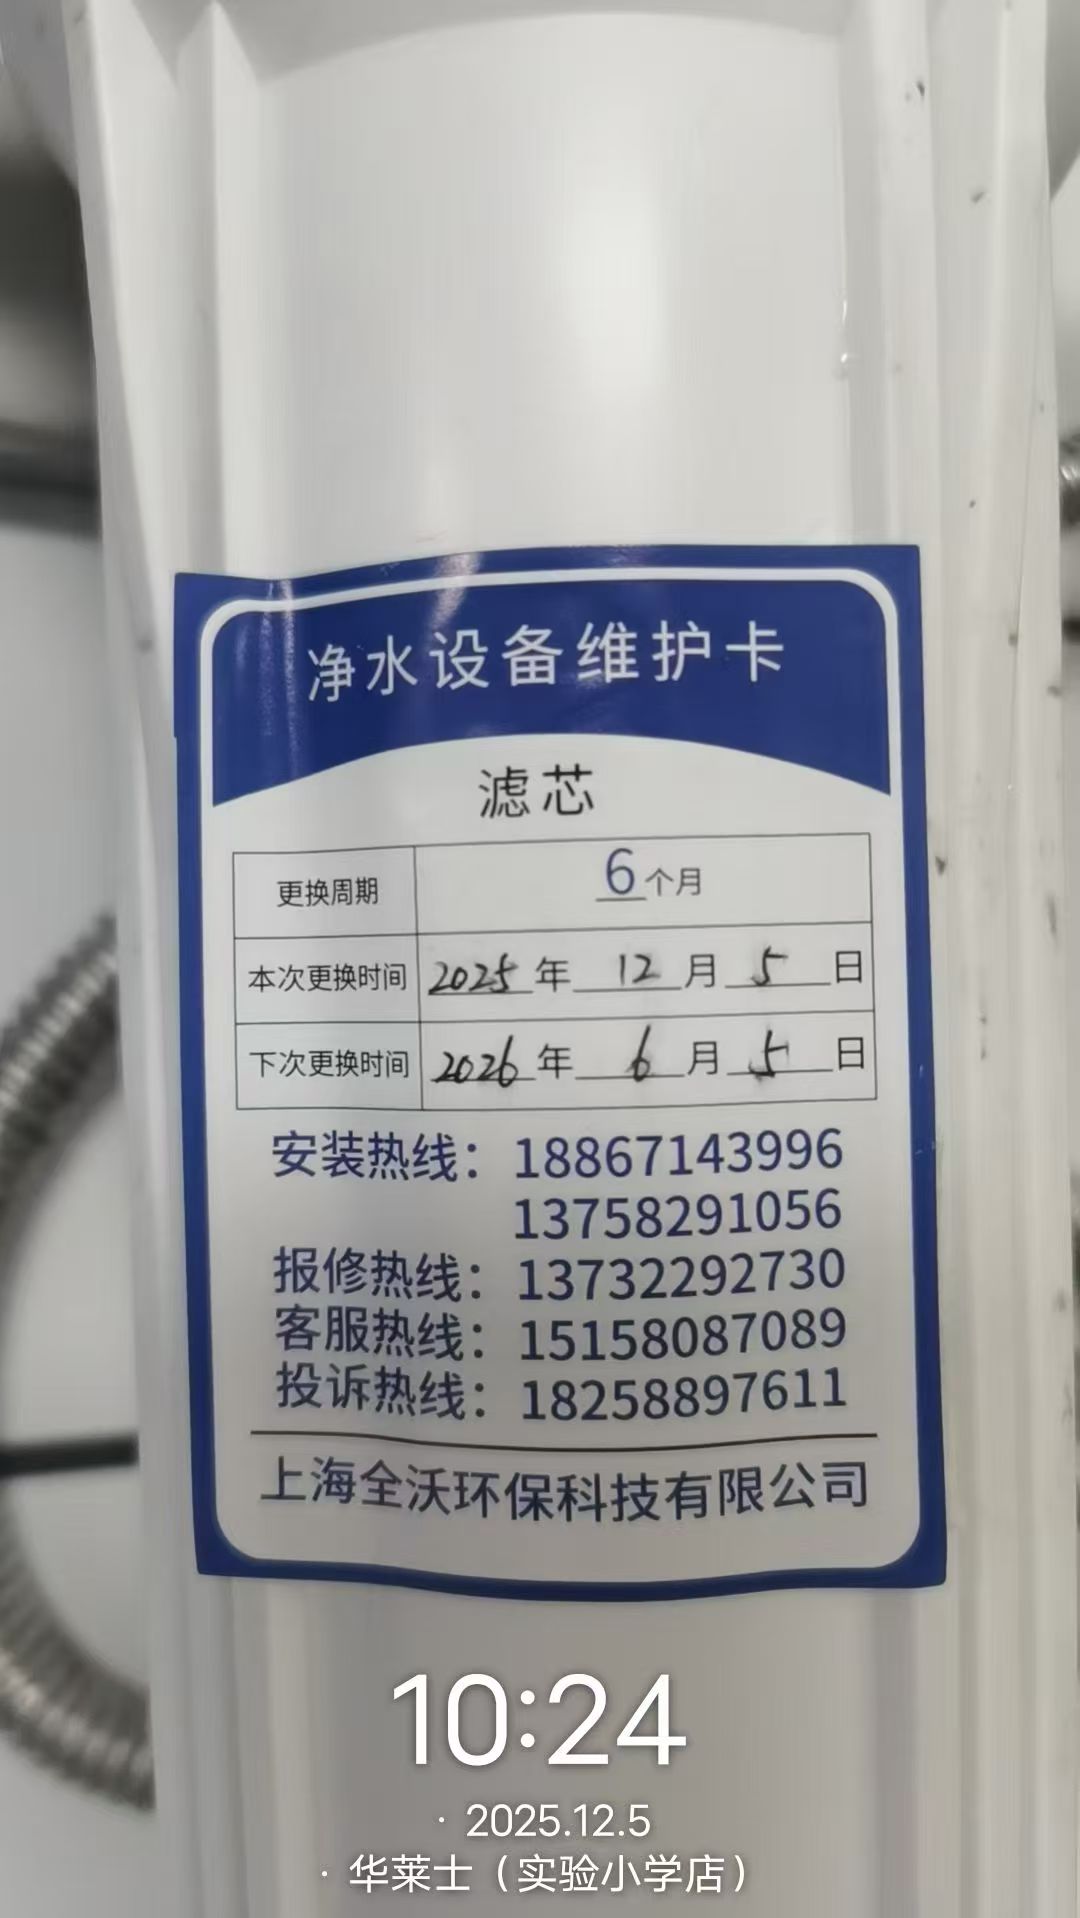 净水设备维护卡
滤芯
更换周期 6个月
本次更换时间 2025年 12月 5日
下次更换时间 2026年 6月 5日
安装热线：18867143996
13758291056
报修热线：13732292730
客服热线：15158087089
投诉热线：18258897611
上海全沃环保科技有限公司
10:24
· 2025.12.5
· 华莱士（实验小学店）